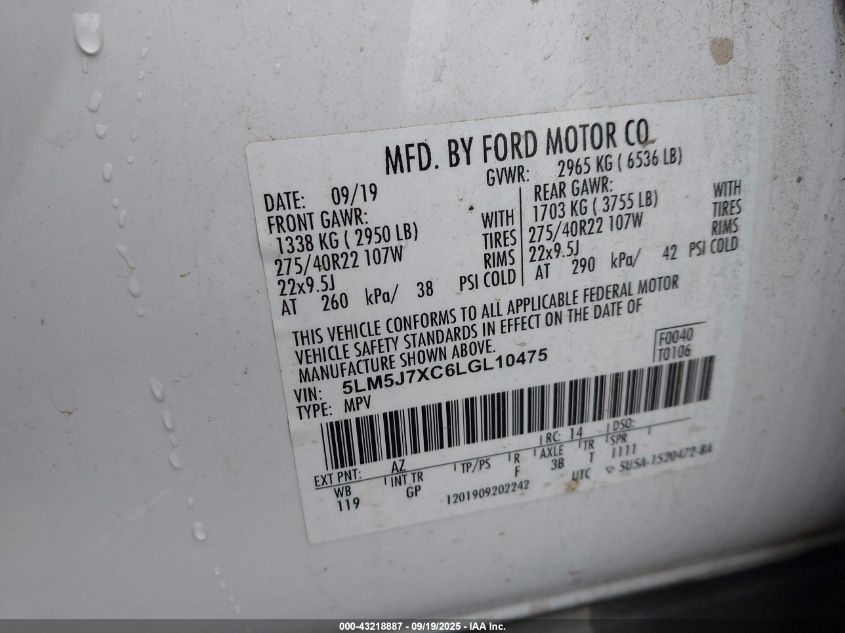 MFD. BY FORD MOTOR CO.
DATE: 09/19 GVWR: 2965 KG ( 6536 LB)
FRONT GAWR: WITH REAR GAWR: WITH
1338 KG ( 2950 LB) TIRES 1703 KG ( 3755 LB) TIRES
275/40R22 107W RIMS 275/40R22 107W RIMS
22x9.5J 22x9.5J
AT 260 kPa/ 38 PSI COLD AT 290 kPa/ 42 PSI COLD
THIS VEHICLE CONFORMS TO ALL APPLICABLE FEDERAL MOTOR
VEHICLE SAFETY STANDARDS IN EFFECT ON THE DATE OF
MANUFACTURE SHOWN ABOVE.
VIN: 5LM5J7XC6LGL10475 F0040
TYPE: MPV T0106
EXT PNT: AZ RC: 14 DSO:
WB INT TR TP/PS R AXLE TR SPR
119 GP F 3B T 1111
1201909202242 UTC ▽ 5U5A-1520472-BA
000-43218887 - 09/19/2025 - IAA Inc.